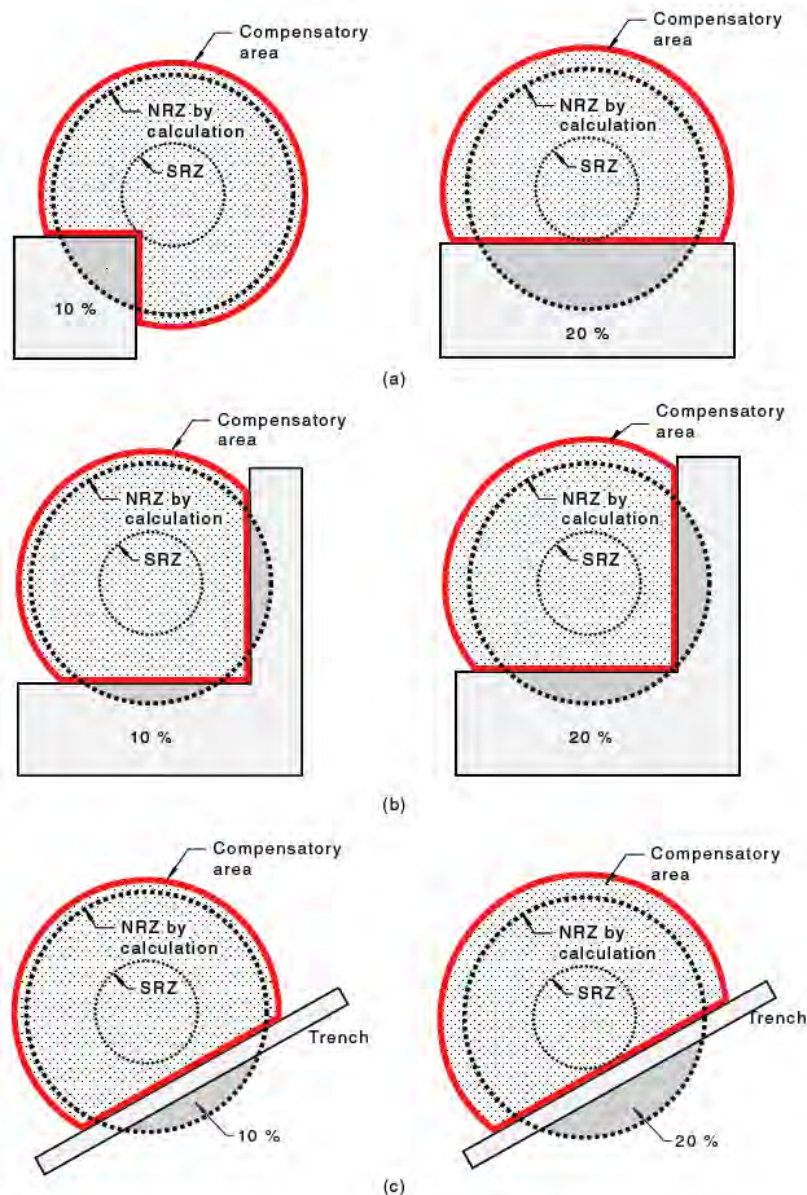 Compensatory
area
NRZ by
calculation
SRZ
10 %
Compensatory
area
NRZ by
calculation
SRZ
20 %
(a)
Compensatory
area
NRZ by
calculation
SRZ
10 %
Compensatory
area
NRZ by
calculation
SRZ
20 %
(b)
Compensatory
area
NRZ by
calculation
SRZ
Trench
10 %
Compensatory
area
NRZ by
calculation
SRZ
Trench
20 %
(c)